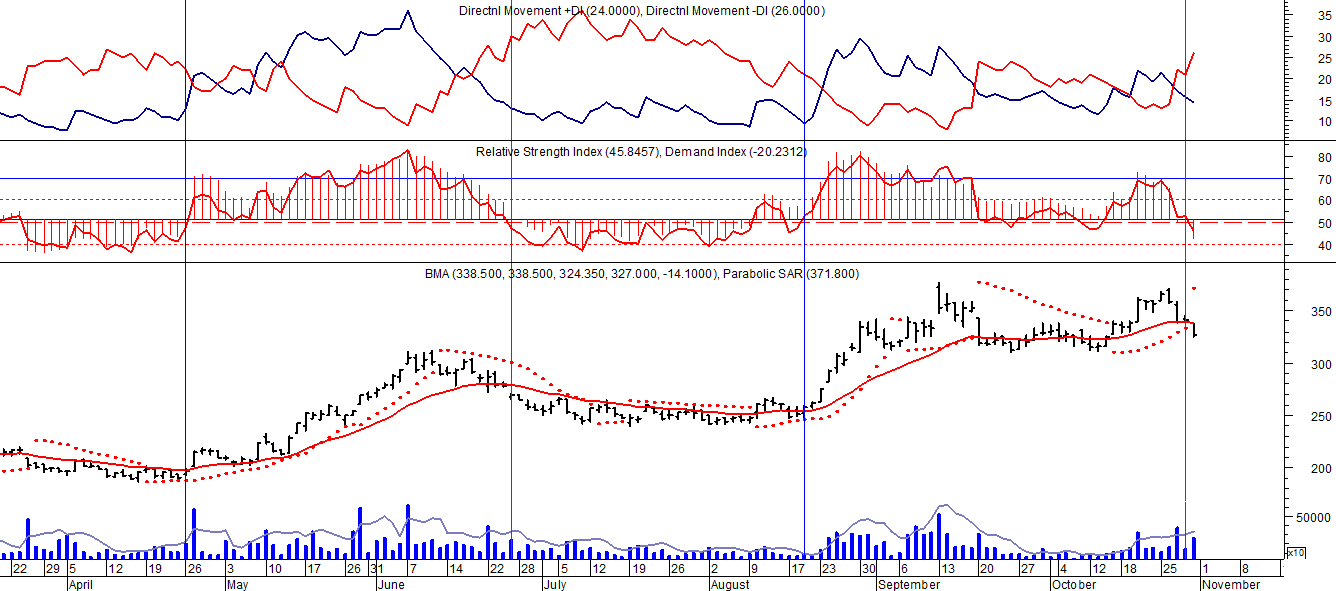 Directnl Movement +DI (24.0000), Directnl Movement -DI (26.0000)
35
30
25
20
15
10
Relative Strength Index (45.8457), Demand Index (-20.2312)
80
70
60
50
40
BMA (338.500, 338.500, 324.350, 327.000, -14.1000), Parabolic SAR (371.800)
350
300
250
200
50000
x10
22 29 5 12 19 26 3 10 17 26 31 7 14 22 28 5 12 19 26 2 9 17 23 30 6 13 20 27 4 12 18 25 1 8
April May June July August September October November